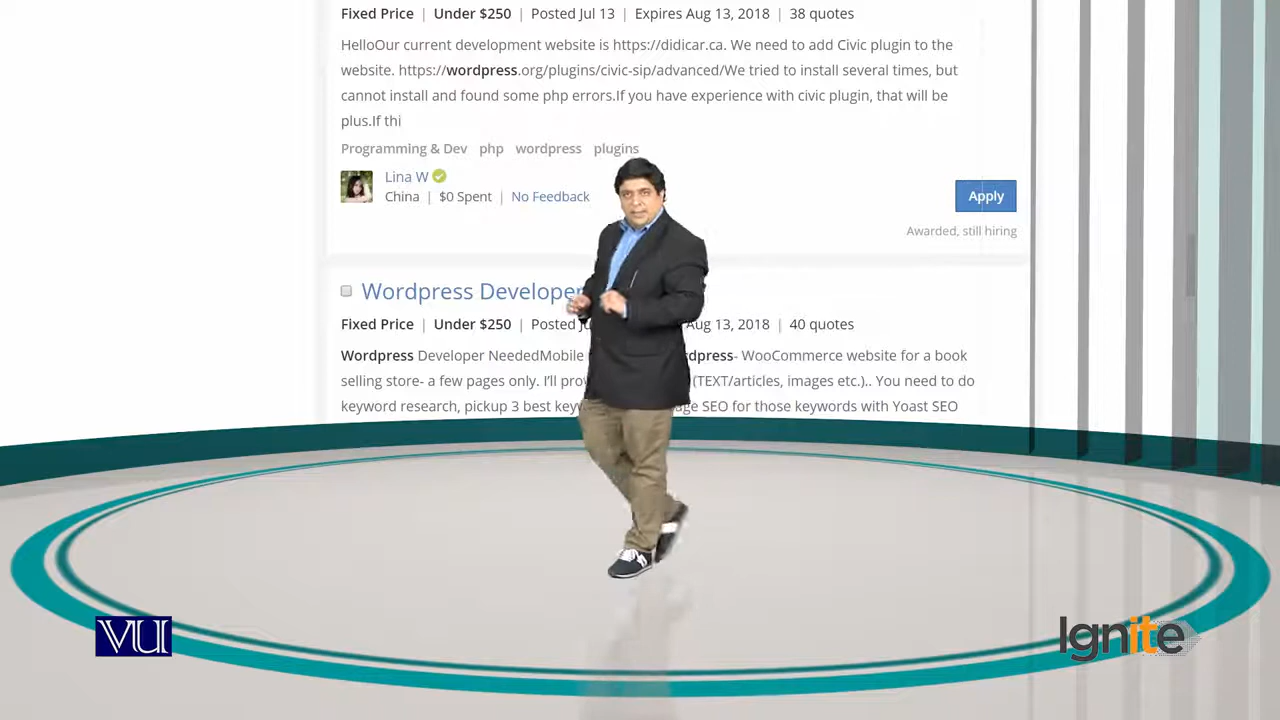 Fixed Price | Under $250 | Posted Jul 13 | Expires Aug 13, 2018 | 38 quotes
HelloOur current development website is https://didicar.ca. We need to add Civic plugin to the
website. https://wordpress.org/plugins/civic-sip/advanced/We tried to install several times, but
cannot install and found some php errors.If you have experience with civic plugin, that will be
plus.If thi
Programming & Dev php wordpress plugins
Lina W
China | $0 Spent | No Feedback
Apply
Awarded, still hiring
Wordpress Developer
Fixed Price | Under $250 | Posted Aug 13, 2018 | 40 quotes
Wordpress Developer NeededMobile - WooCommerce website for a book
selling store- a few pages only. I'll (TEXT/articles, images etc.).. You need to do
keyword research, pickup 3 best SEO for those keywords with Yoast SEO
VU
Ignite